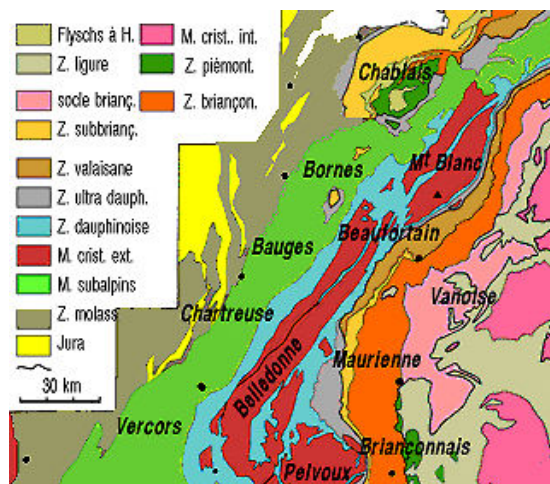 Flyschs à H.
Z. ligure
socle brianç.
Z. subbrianç.
Z. valaisane
Z. ultra dauph.
Z. dauphinoise
M. crist. ext.
M. subalpins
Z. molass.
Jura
30 km
M. crist.. int.
Z. pièmont.
Z. briançon.
Chablais
Bornes
Mt Blanc
Beaufortain
Bauges
Vanoise
Chartreuse
Maurienne
Belledonne
Vercors
Briançonnais
Pelvoux